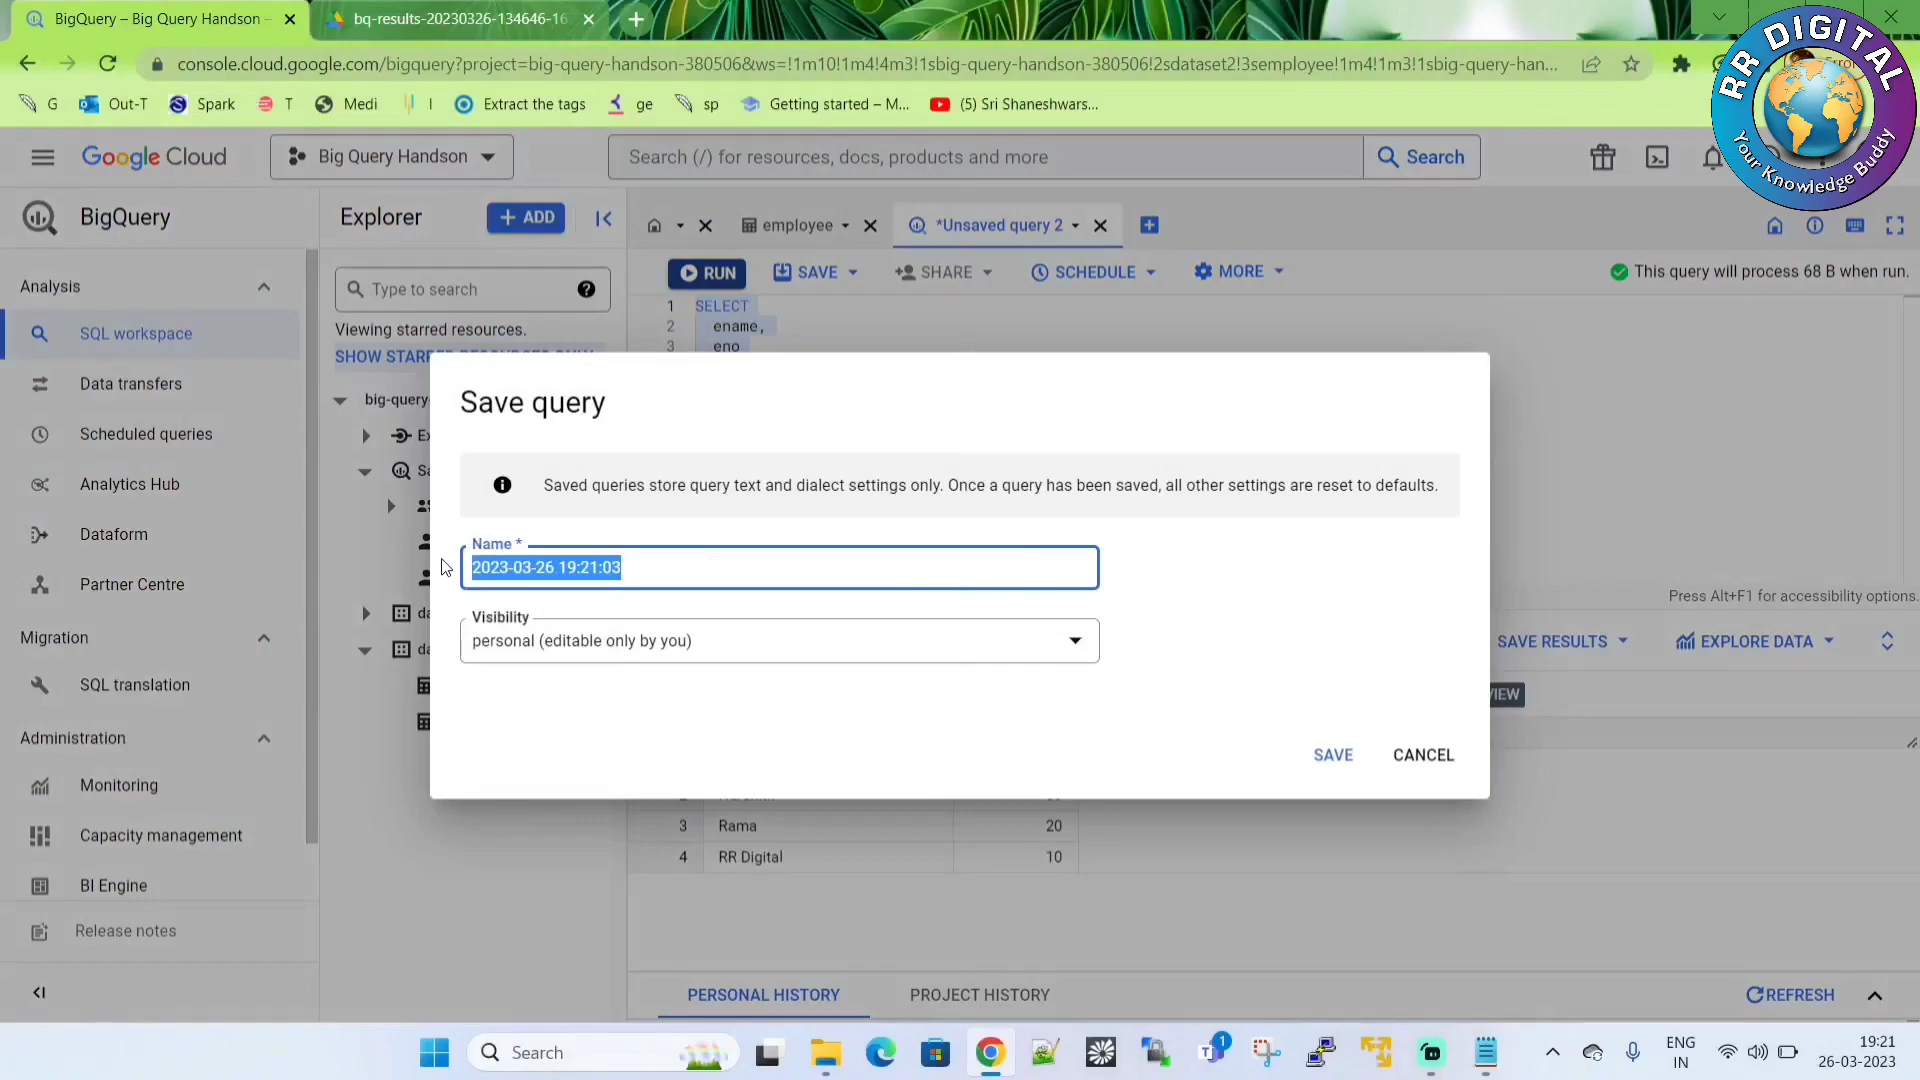 BigQuery – Big Query Handson –
bq-results-20230326-134646-16
console.cloud.google.com/bigquery?project=big-query-handson-380506&ws=!1m10!1m4!4m3!1sbig-query-handson-380506!2sdataset2!3semployee!1m4!1m3!1sbig-query-han...
G Out-T Spark T Medi I Extract the tags ge sp Getting started – M... (5) Sri Shaneshwars...
RR DIGITAL
Your Knowledge Buddy
Google Cloud
Big Query Handson
Search (/) for resources, docs, products and more
Search
BigQuery
Explorer
+ ADD
employee
*Unsaved query 2
Analysis
SQL workspace
Data transfers
Scheduled queries
Analytics Hub
Dataform
Partner Centre
Migration
SQL translation
Administration
Monitoring
Capacity management
BI Engine
Release notes
Type to search
Viewing starred resources.
big-query
RUN SAVE SHARE SCHEDULE MORE
This query will process 68 B when run.
1 SELECT
2 ename,
3 eno
Save query
Saved queries store query text and dialect settings only. Once a query has been saved, all other settings are reset to defaults.
Name *
2023-03-26 19:21:03
Visibility
personal (editable only by you)
SAVE CANCEL
Press Alt+F1 for accessibility options.
SAVE RESULTS EXPLORE DATA
3 Rama 20
4 RR Digital 10
PERSONAL HISTORY PROJECT HISTORY
REFRESH
Search
1
ENG
IN
19:21
26-03-2023